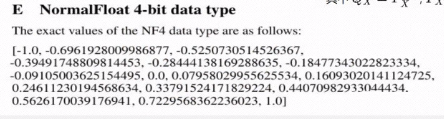 E NormalFloat 4-bit data type
The exact values of the NF4 data type are as follows:
[-1.0, -0.6961928009986877, -0.5250730514526367,
-0.39491748809814453, -0.28444138169288635, -0.18477343022823334,
-0.09105003625154495, 0.0, 0.07958029955625534, 0.16093020141124725,
0.24611230194568634, 0.33791524171829224, 0.44070982933044434,
0.5626170039176941, 0.7229568362236023, 1.0]